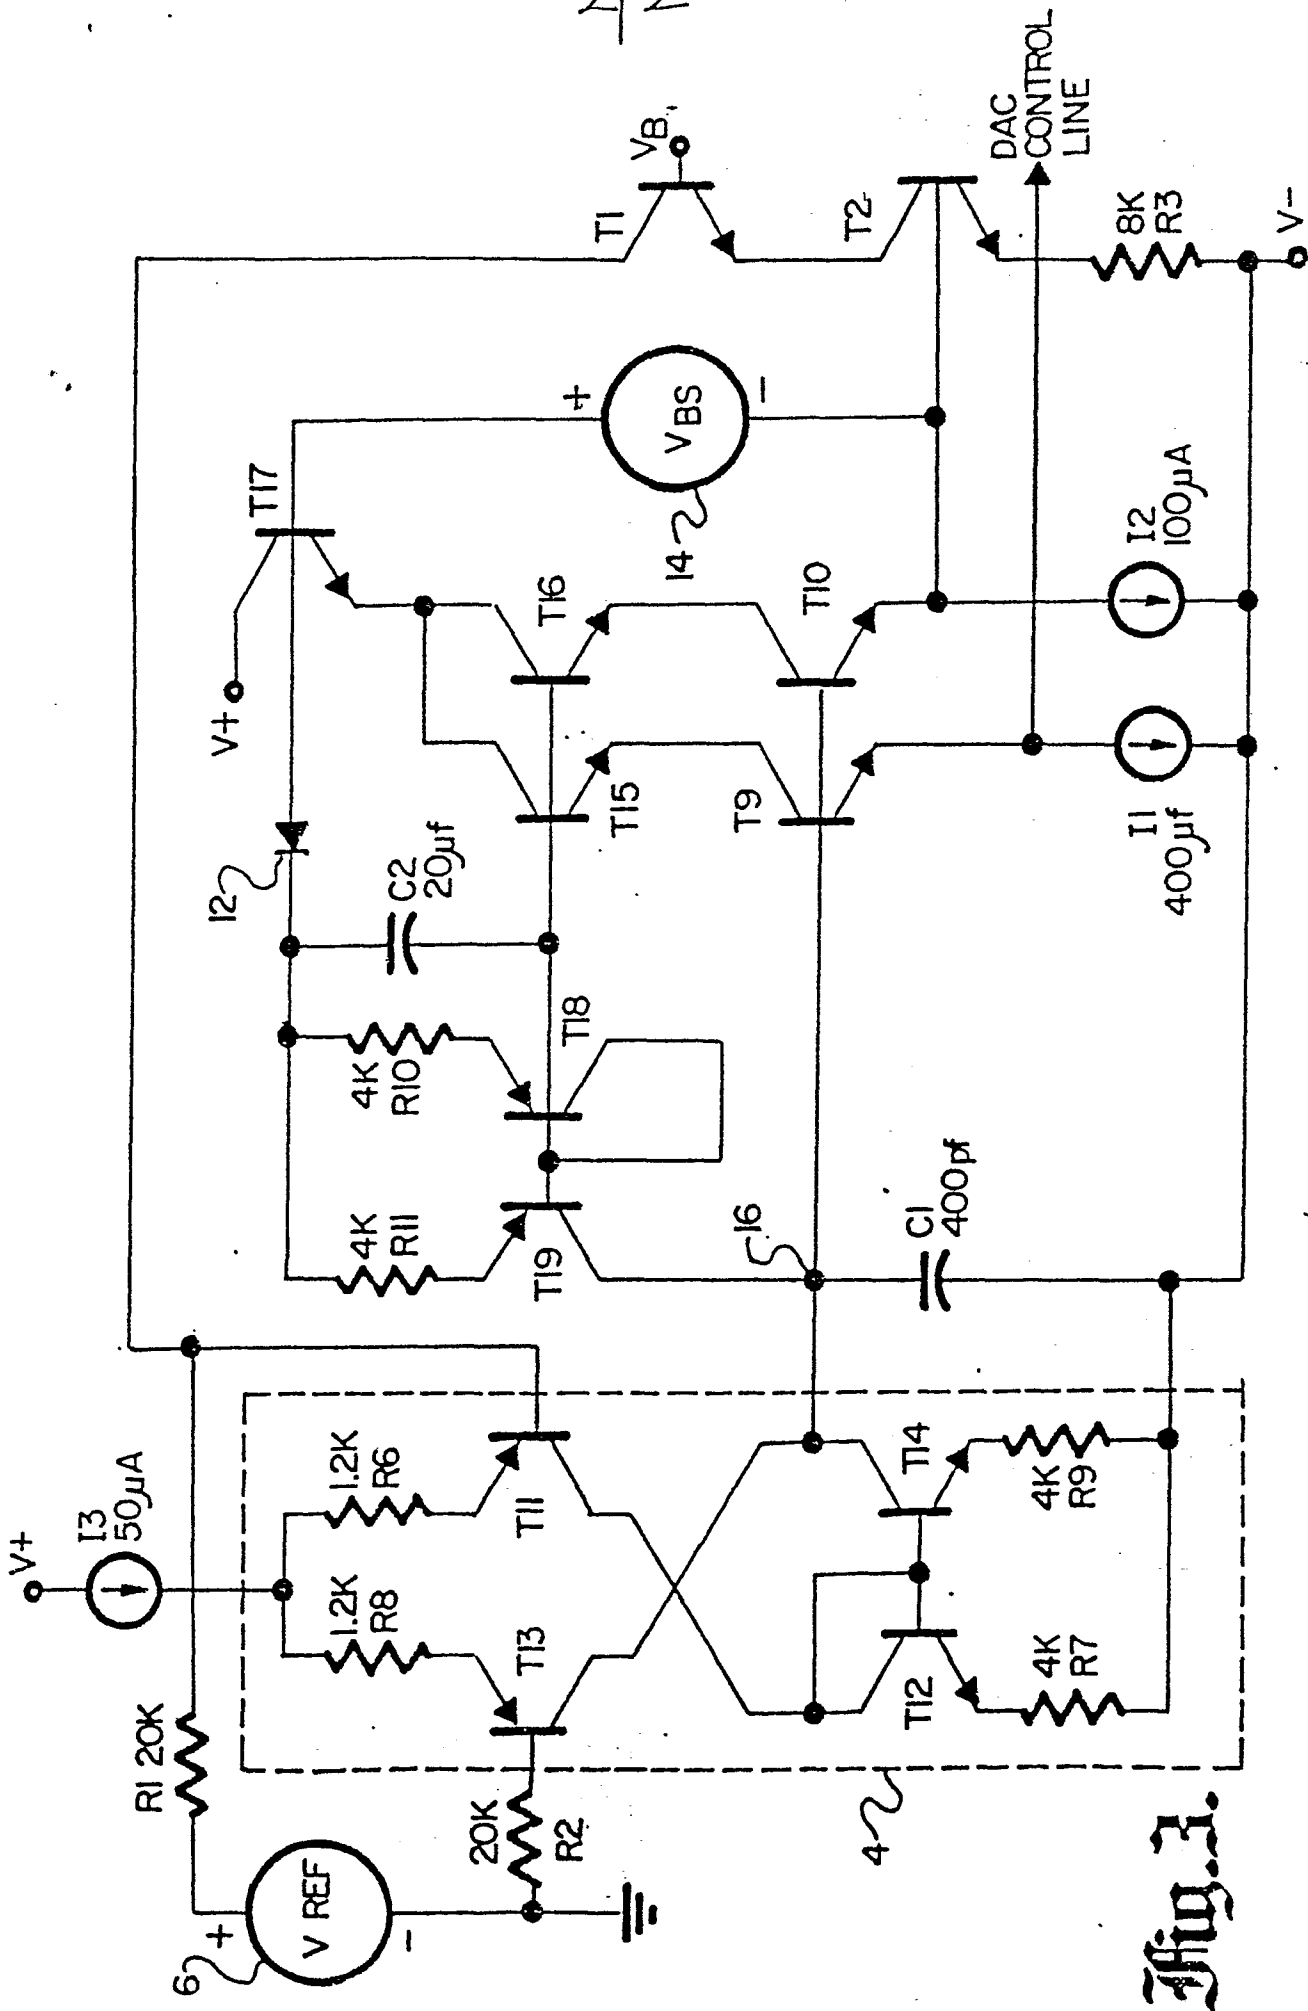 V+
I3
50µA
R1 20K
6
+
V REF
-
20K
R2
1.2K
R8
1.2K
R6
T13
T11
4
T12
T14
4K
R7
4K
R9
4K
R11
4K
R10
T19
T18
16
C1
400pf
12
C2
20µf
V+
T17
T15
T16
T9
T10
14
+
V BS
-
I1
400µf
I2
100µA
T1
VB
T2
DAC
CONTROL
LINE
8K
R3
V-
Fig. 3.